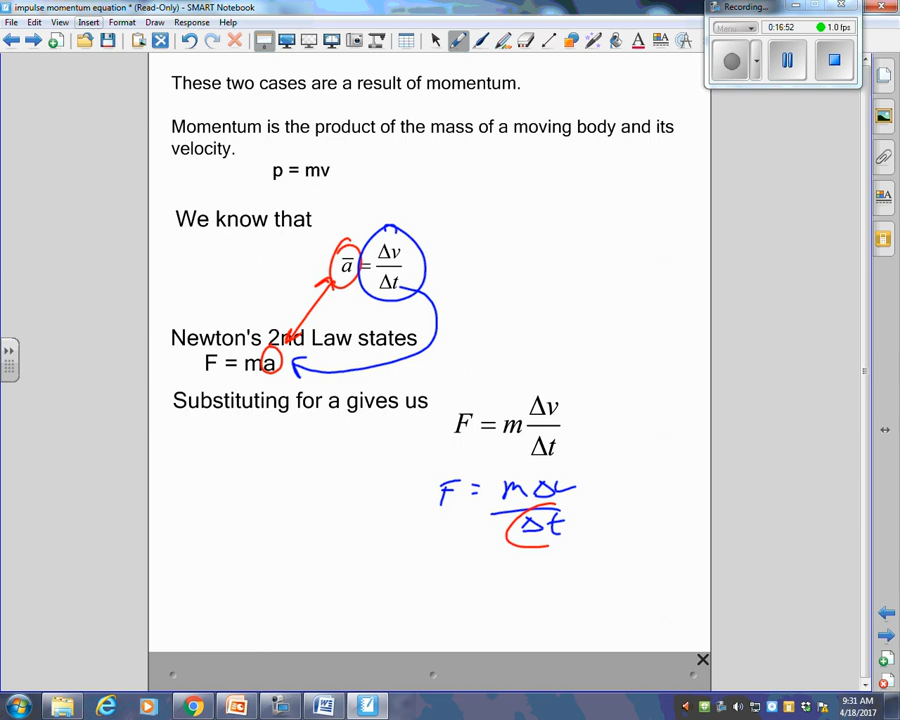 impulse momentum equation * (Read-Only) - SMART Notebook
Recording...
File Edit View Insert Format Draw Response Help
Menu
0:16:52
1.0 fps
These two cases are a result of momentum.
Momentum is the product of the mass of a moving body and its
velocity.
p = mv
We know that
a̅ = Δv/Δt
Newton's 2nd Law states
F = ma
Substituting for a gives us
F = m Δv/Δt
F = mΔv/Δt
9:31 AM
4/18/2017